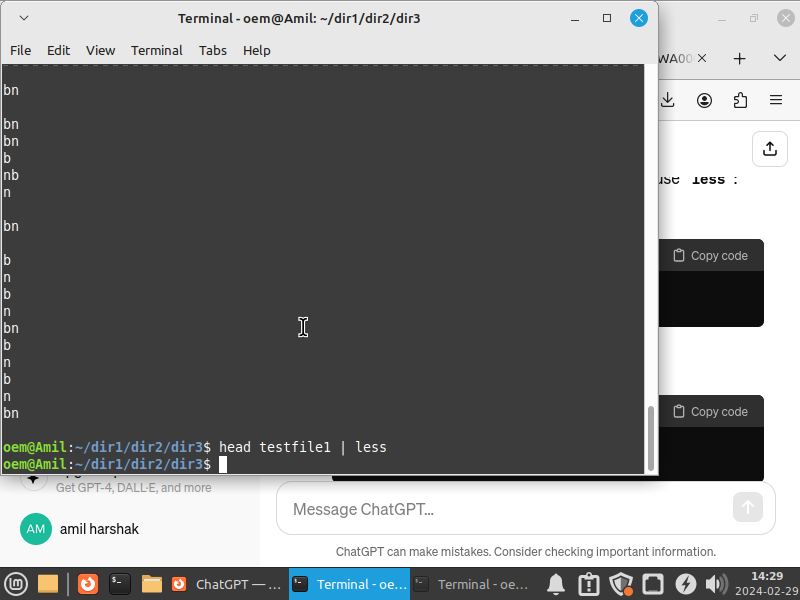 Terminal - oem@Amil: ~/dir1/dir2/dir3
File Edit View Terminal Tabs Help
bn
bn
bn
b
nb
n
bn
b
n
b
n
bn
b
n
b
n
bn
oem@Amil:~/dir1/dir2/dir3$ head testfile1 | less
oem@Amil:~/dir1/dir2/dir3$
WA00
use `less`:
Copy code
Copy code
Get GPT-4, DALL·E, and more
AM amil harshak
Message ChatGPT…
ChatGPT can make mistakes. Consider checking important information.
ChatGPT — …
Terminal - oe…
Terminal - oe…
14:29
2024-02-29